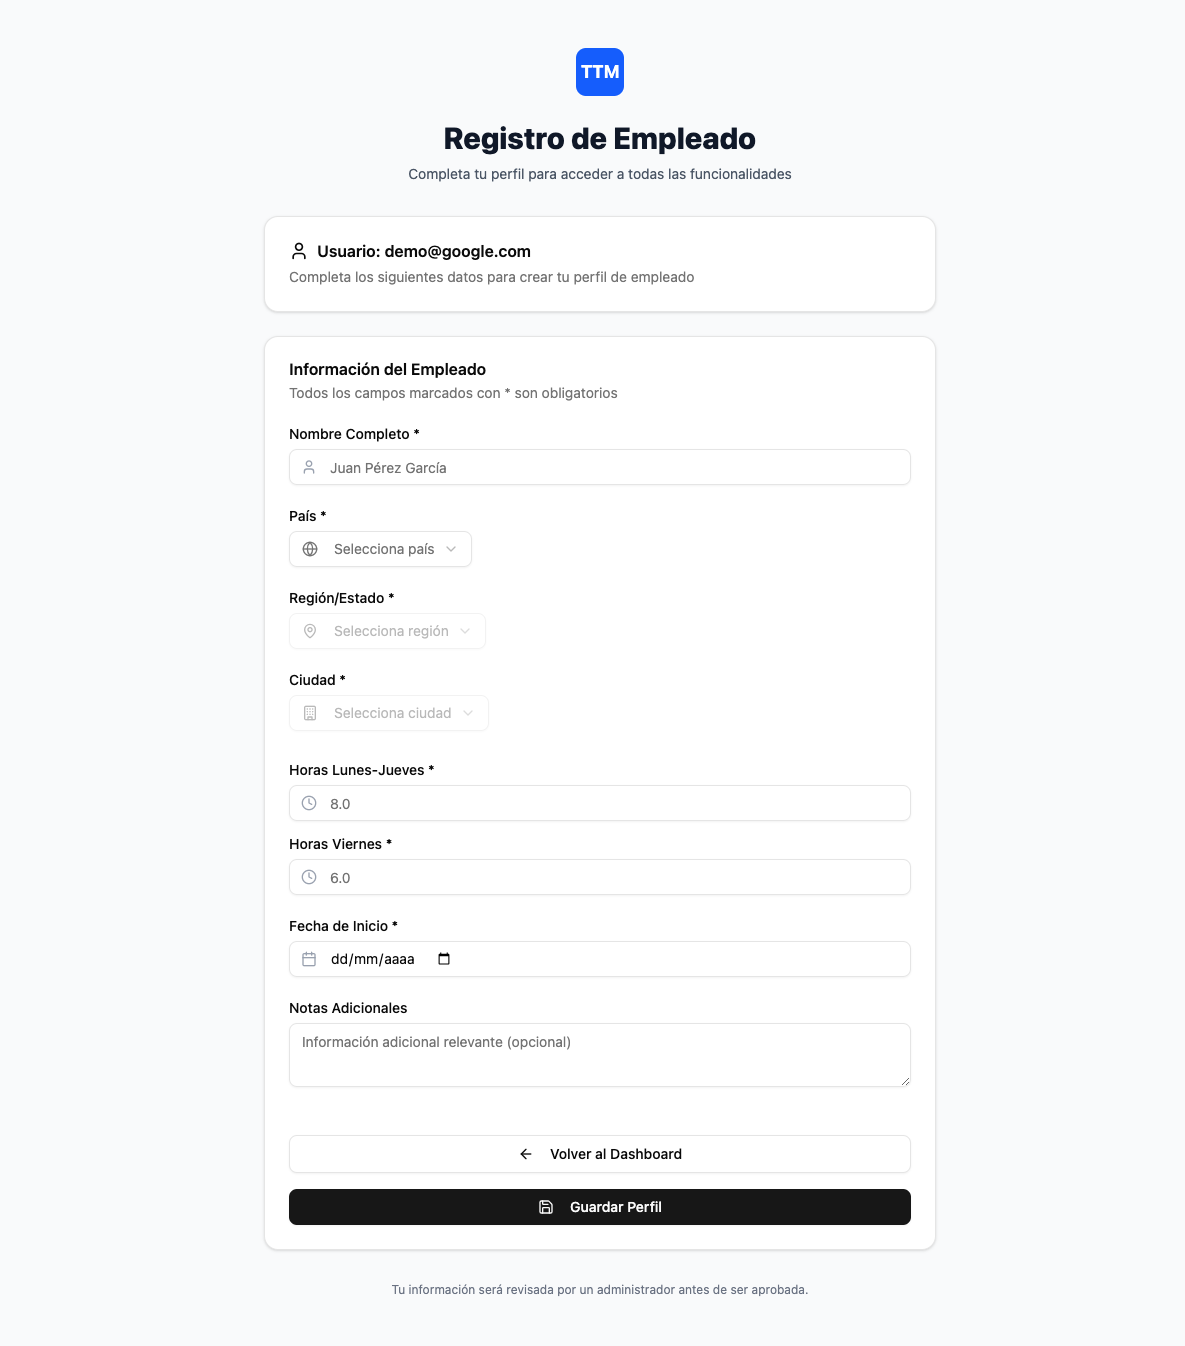 TTM
Registro de Empleado
Completa tu perfil para acceder a todas las funcionalidades
Usuario: demo@google.com
Completa los siguientes datos para crear tu perfil de empleado
Información del Empleado
Todos los campos marcados con * son obligatorios
Nombre Completo *
Juan Pérez García
País *
Selecciona país
Región/Estado *
Selecciona región
Ciudad *
Selecciona ciudad
Horas Lunes-Jueves *
8.0
Horas Viernes *
6.0
Fecha de Inicio *
dd/mm/aaaa
Notas Adicionales
Información adicional relevante (opcional)
Volver al Dashboard
Guardar Perfil
Tu información será revisada por un administrador antes de ser aprobada.